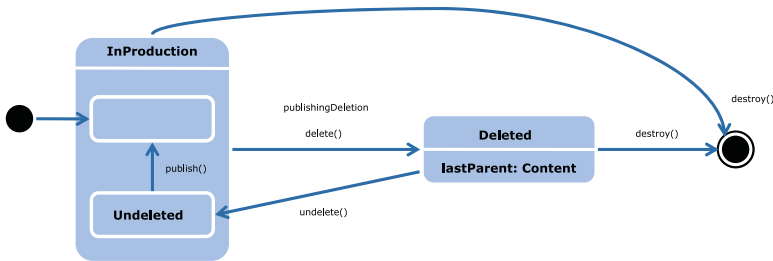 InProduction
destroy()
publishingDeletion
delete()
Deleted
destroy()
publish()
lastParent: Content
Undeleted
undelete()